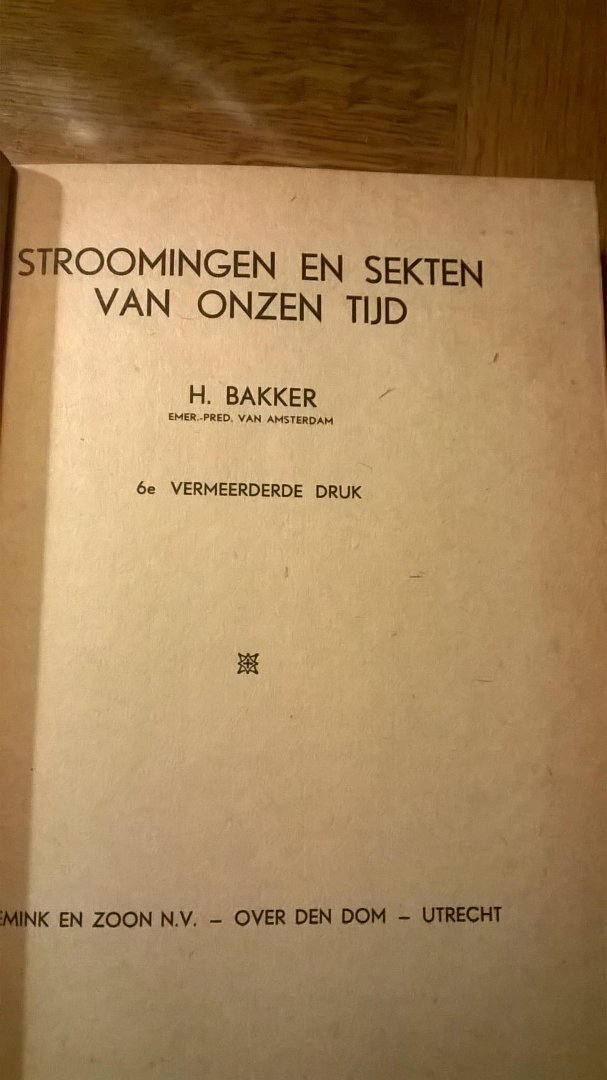 STROOMINGEN EN SEKTEN
VAN ONZEN TIJD
H. BAKKER
EMER.-PRED. VAN AMSTERDAM
6e VERMEERDERDE DRUK
EN ZOON N.V. – OVER DEN DOM – UTRECHT